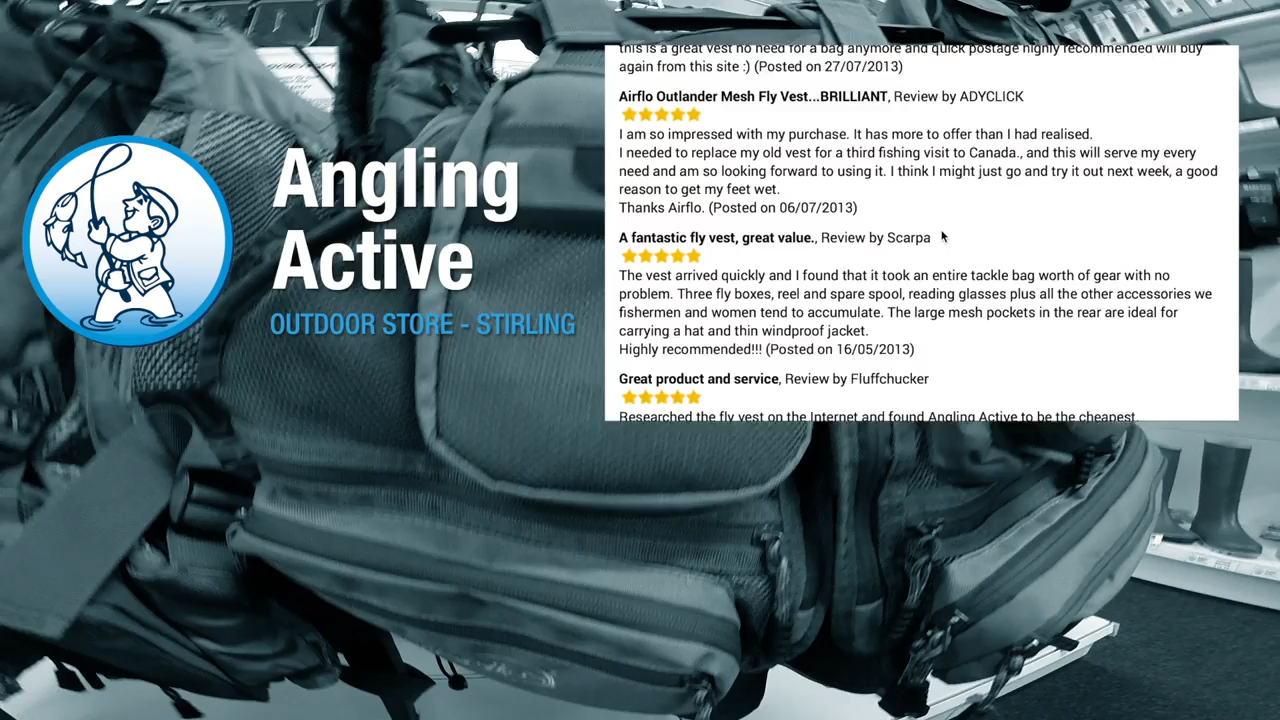 Angling
Active
OUTDOOR STORE - STIRLING
this is a great vest no need for a bag anymore and quick postage highly recommended will buy
again from this site :) (Posted on 27/07/2013)
Airflo Outlander Mesh Fly Vest...BRILLIANT, Review by ADYCLICK
I am so impressed with my purchase. It has more to offer than I had realised.
I needed to replace my old vest for a third fishing visit to Canada., and this will serve my every
need and am so looking forward to using it. I think I might just go and try it out next week, a good
reason to get my feet wet.
Thanks Airflo. (Posted on 06/07/2013)
A fantastic fly vest, great value., Review by Scarpa
The vest arrived quickly and I found that it took an entire tackle bag worth of gear with no
problem. Three fly boxes, reel and spare spool, reading glasses plus all the other accessories we
fishermen and women tend to accumulate. The large mesh pockets in the rear are ideal for
carrying a hat and thin windproof jacket.
Highly recommended!!! (Posted on 16/05/2013)
Great product and service, Review by Fluffchucker
Researched the fly vest on the Internet and found Angling Active to be the cheapest.